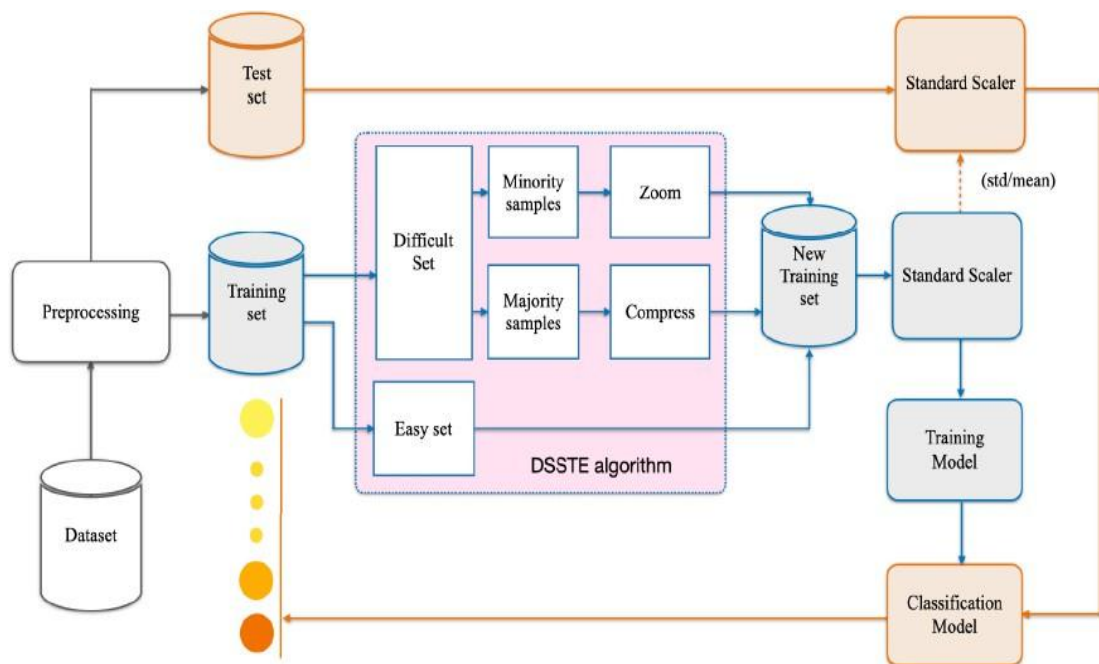 Test
set
Standard Scaler
(std/mean)
Minority
samples
Zoom
Difficult
Set
New
Training
set
Standard Scaler
Training
set
Preprocessing
Majority
samples
Compress
Easy set
DSSTE algorithm
Training
Model
Dataset
Classification
Model